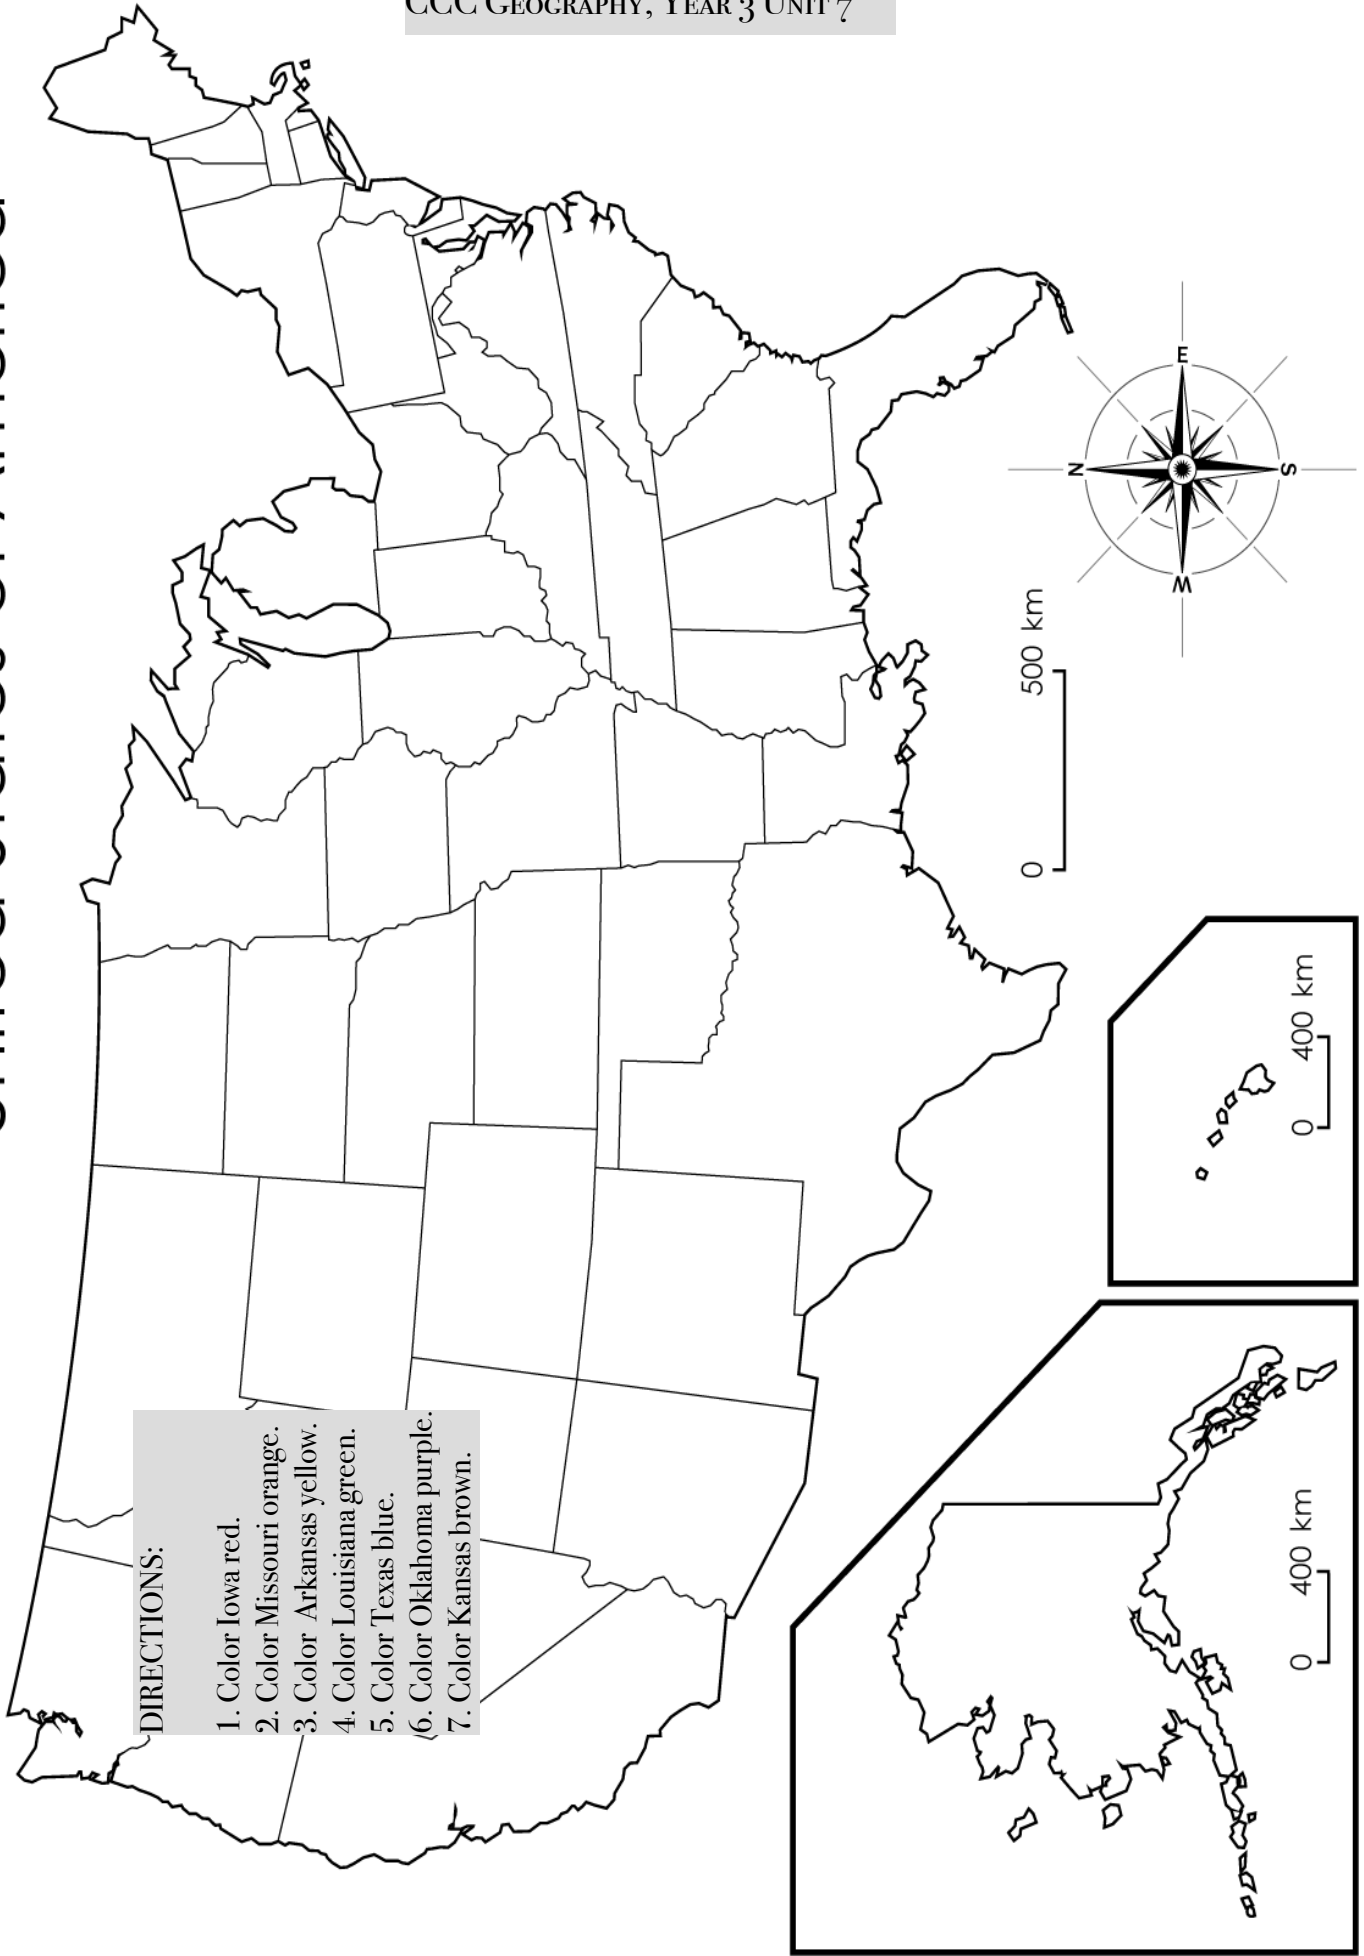 CCC GEOGRAPHY, YEAR 3 UNIT 7
DIRECTIONS:
1. Color Iowa red.
2. Color Missouri orange.
3. Color Arkansas yellow.
4. Color Louisiana green.
5. Color Texas blue.
6. Color Oklahoma purple.
7. Color Kansas brown.
N
E
S
W
0 500 km
0 400 km
0 400 km